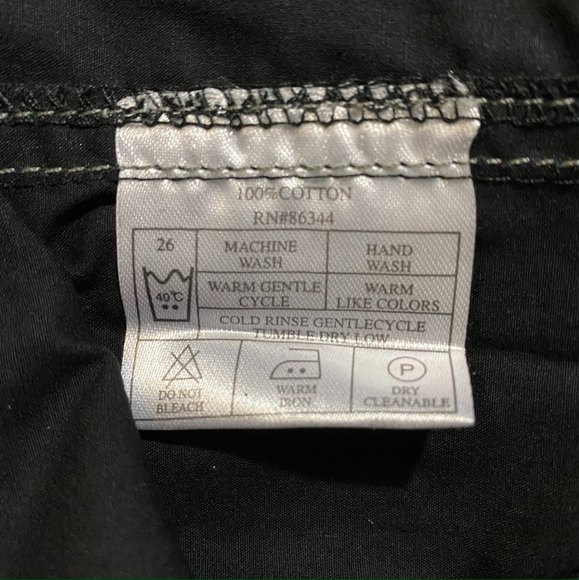 100%COTTON
RN#86344
26
MACHINE WASH
HAND WASH
40°C
WARM GENTLE CYCLE
WARM LIKE COLORS
COLD RINSE GENTLECYCLE
TUMBLE DRY LOW
DO NOT BLEACH
WARM IRON
P
DRY CLEANABLE